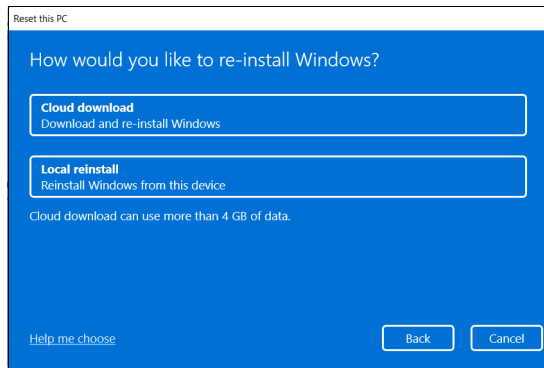 Reset this PC
How would you like to re-install Windows?
Cloud download
Download and re-install Windows
Local reinstall
Reinstall Windows from this device
Cloud download can use more than 4 GB of data.
Help me choose
Back
Cancel